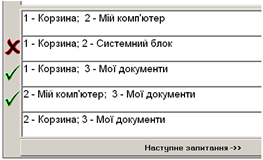 1 - Корзина;  2 - Мій комп'ютер
1 - Корзина; 2 - Системний блок
1 - Корзина;  3 - Мої документи
2 - Мій комп'ютер;  3 - Мої документи
2 - Корзина; 3 - Мої документи
Наступне запитання ->>